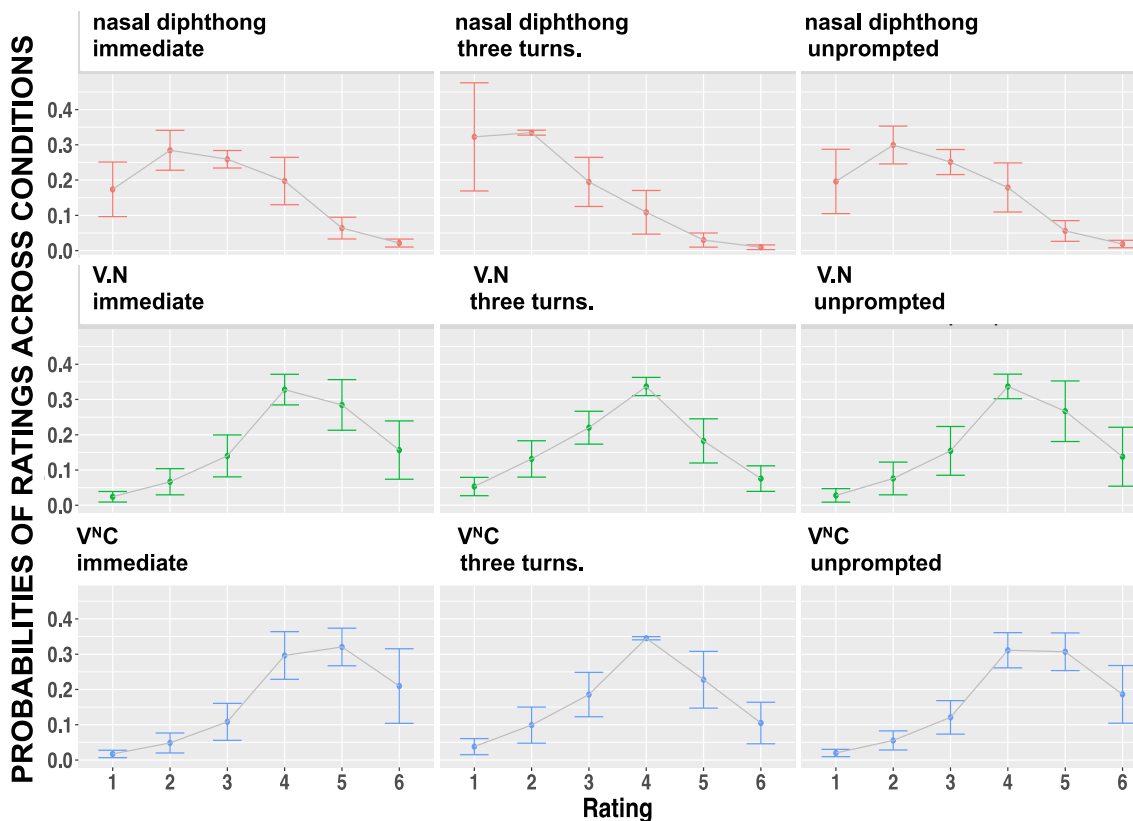 PROBABILITIES OF RATINGS ACROSS CONDITIONS
nasal diphthong
immediate
nasal diphthong
three turns.
nasal diphthong
unprompted
0.4
0.3
0.2
0.1
0.0
V.N
immediate
V.N
three turns.
V.N
unprompted
0.4
0.3
0.2
0.1
0.0
VᴺC
immediate
VᴺC
three turns.
VᴺC
unprompted
0.4
0.3
0.2
0.1
0.0
1 2 3 4 5 6
1 2 3 4 5 6
1 2 3 4 5 6
Rating